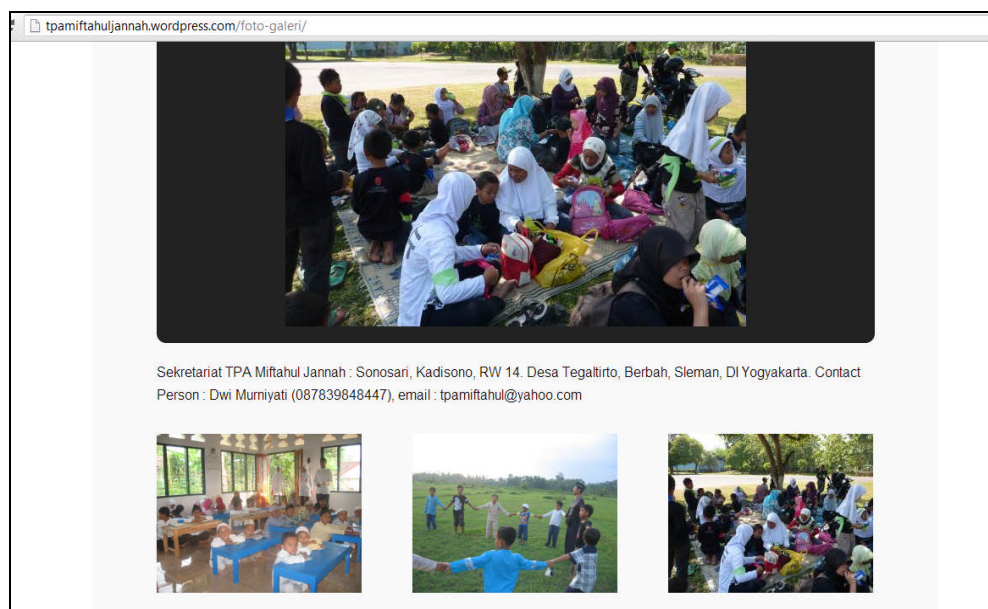 tpamiftahuljannah.wordpress.com/foto-galeri/
Sekretariat TPA Miftahul Jannah : Sonosari, Kadisono, RW 14. Desa Tegaltirto, Berbah, Sleman, DI Yogyakarta. Contact
Person : Dwi Murniyati (087839848447), email : tpamiftahul@yahoo.com